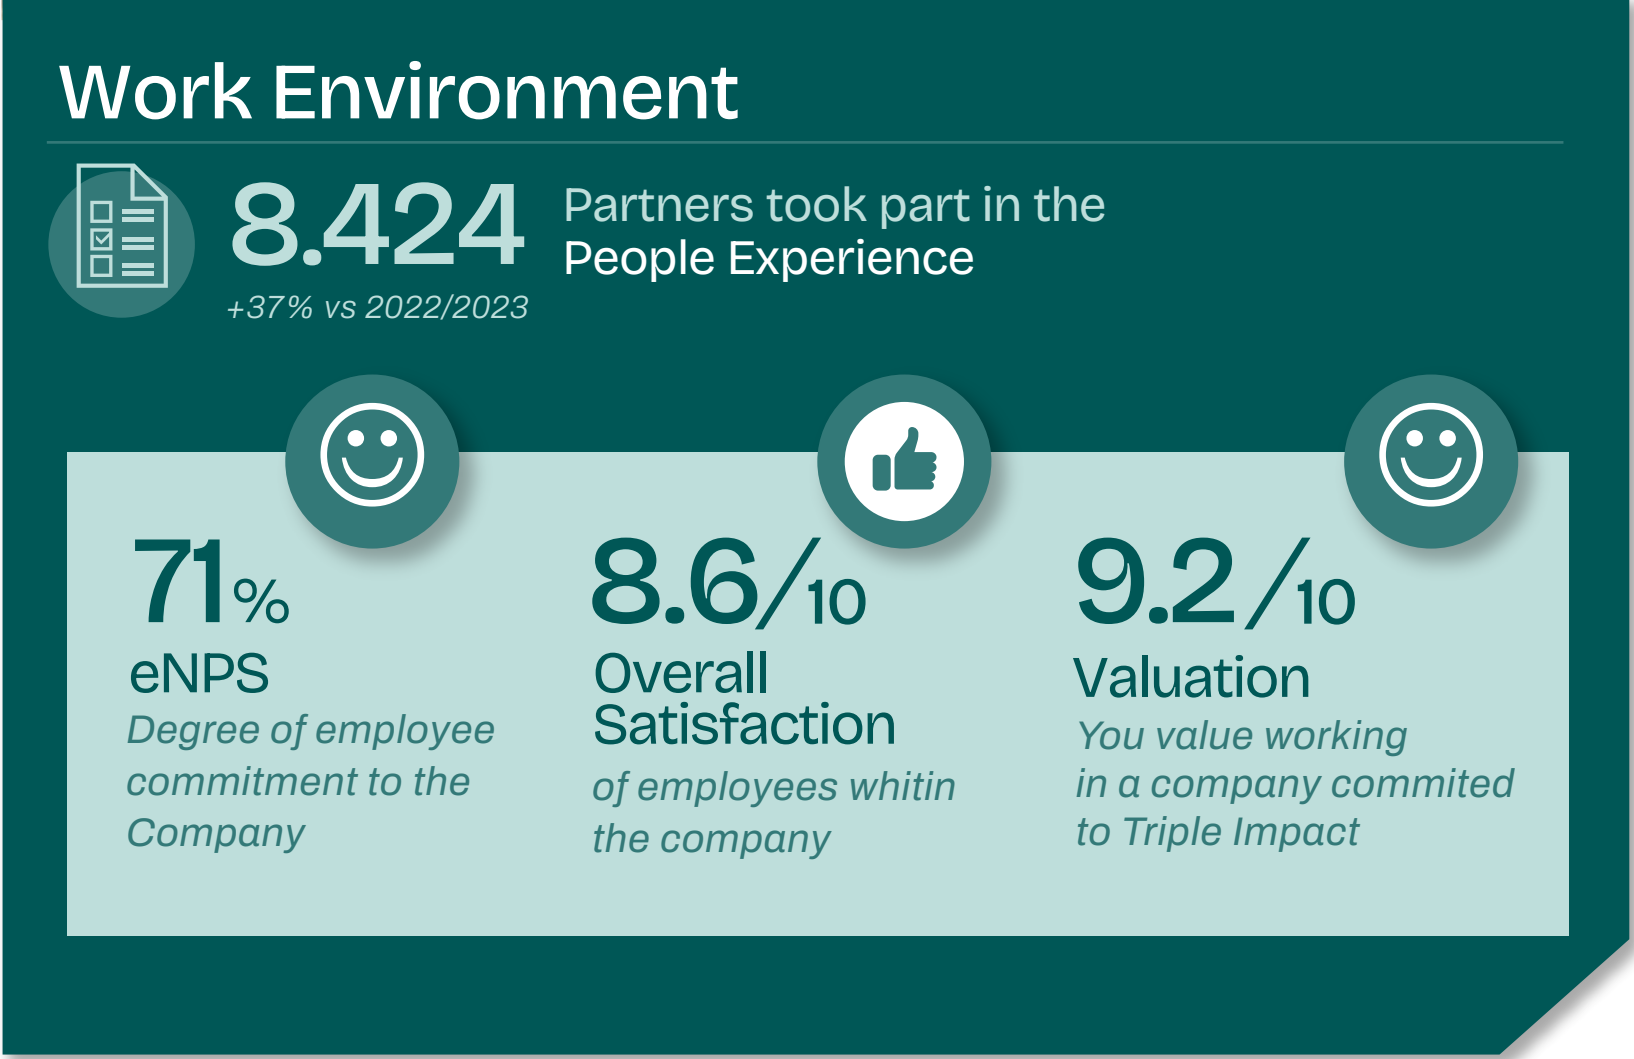 Work Environment
8.424
Partners took part in the
People Experience
+37% vs 2022/2023
71%
eNPS
Degree of employee
commitment to the
Company
8.6/10
Overall
Satisfaction
of employees whitin
the company
9.2/10
Valuation
You value working
in a company commited
to Triple Impact